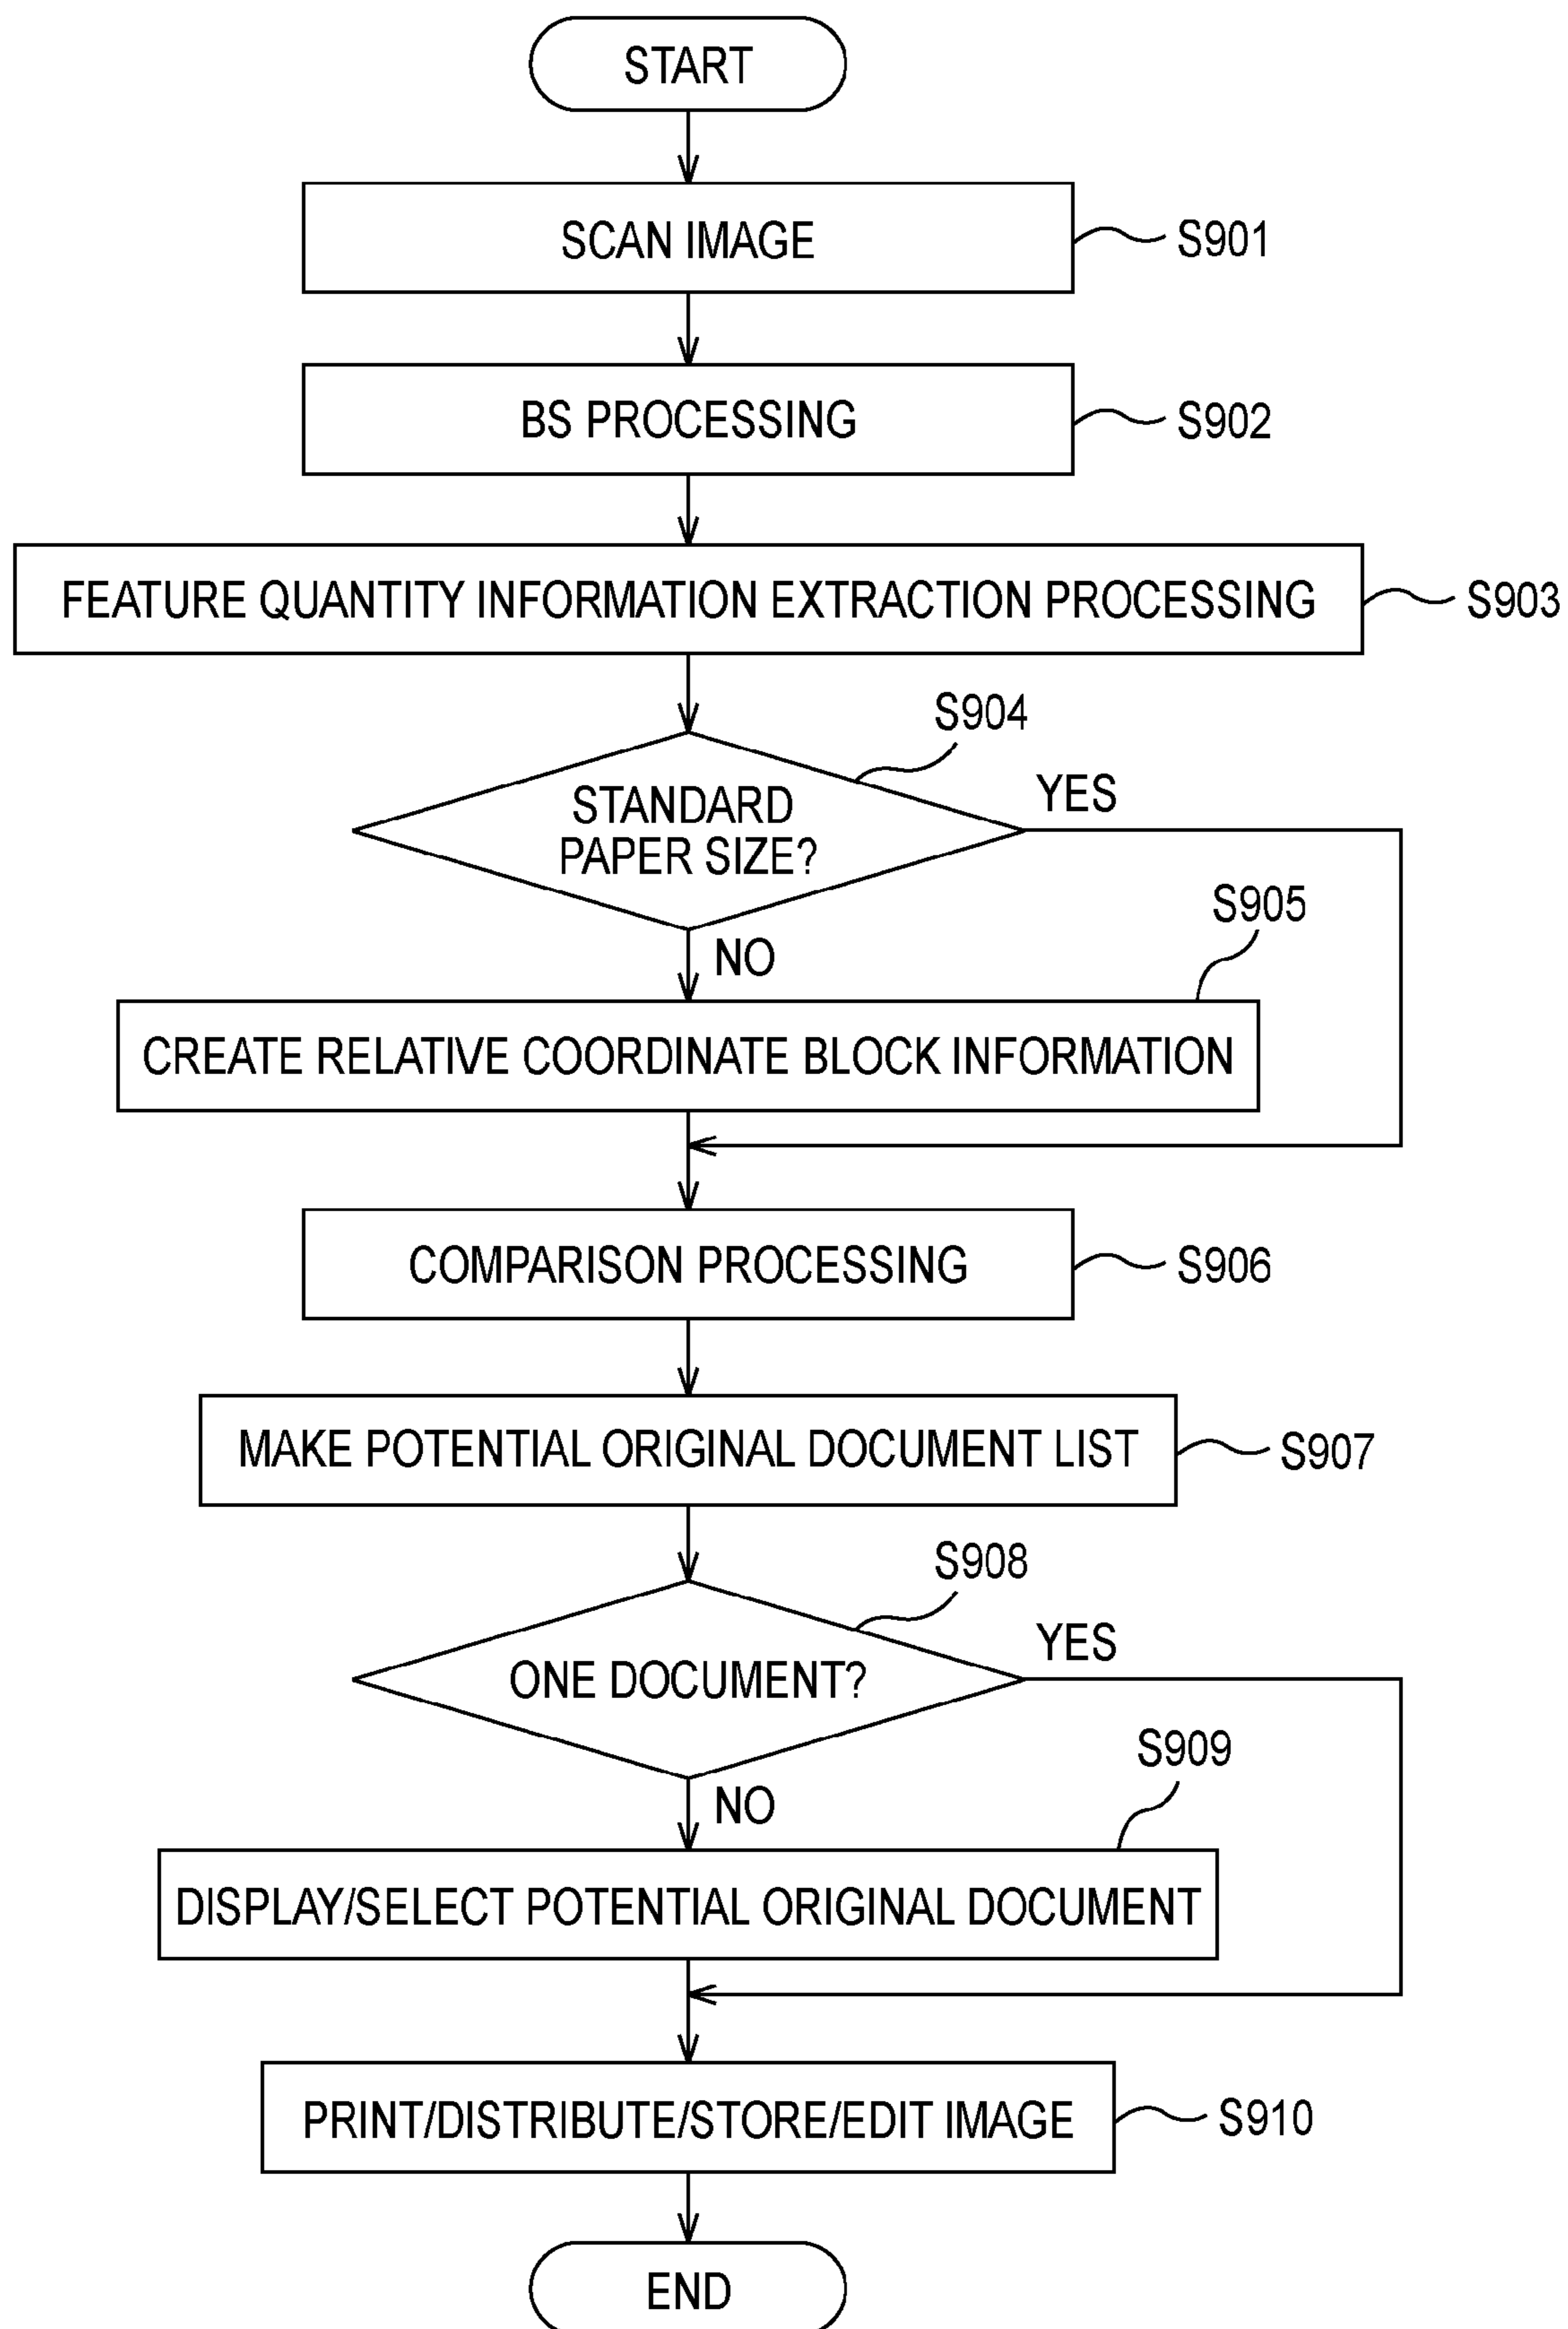 START
SCAN IMAGE
S901
BS PROCESSING
S902
FEATURE QUANTITY INFORMATION EXTRACTION PROCESSING
S903
S904
STANDARD
PAPER SIZE?
YES
NO
S905
CREATE RELATIVE COORDINATE BLOCK INFORMATION
COMPARISON PROCESSING
S906
MAKE POTENTIAL ORIGINAL DOCUMENT LIST
S907
S908
ONE DOCUMENT?
YES
NO
S909
DISPLAY/SELECT POTENTIAL ORIGINAL DOCUMENT
PRINT/DISTRIBUTE/STORE/EDIT IMAGE
S910
END